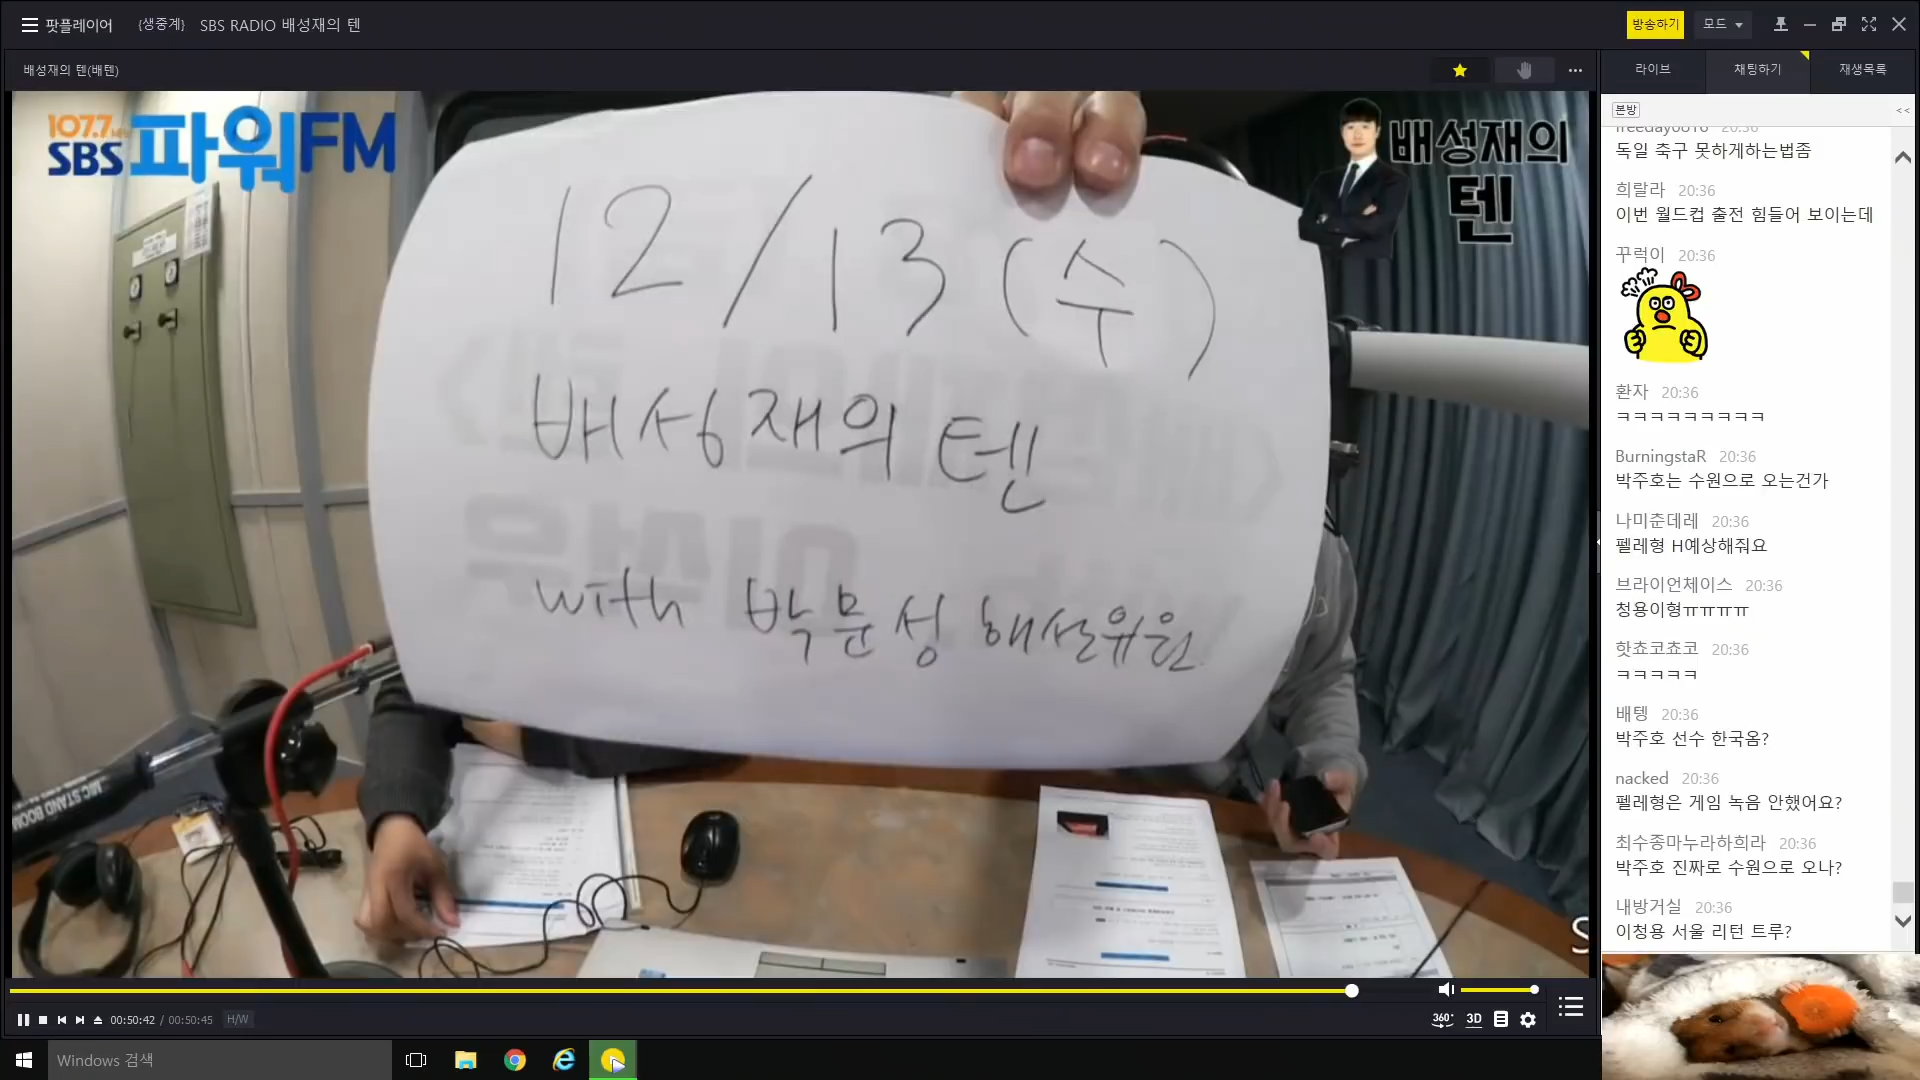 팟플레이어 {생중계} SBS RADIO 배성재의 텐
방송하기 모드
배성재의 텐(배텐)
라이브 채팅하기 재생목록
본방 <<
107.7
SBS 파워FM
배성재의
텐
12/13 (수)
배성재의 텐
with 박문성 해설위원
MIC STAND BOOM
20:36
독일 축구 못하게하는법좀
희랄라 20:36
이번 월드컵 출전 힘들어 보이는데
꾸럭이 20:36
환자 20:36
ㅋㅋㅋㅋㅋㅋㅋㅋㅋ
BurningstaR 20:36
박주호는 수원으로 오는건가
나미춘데레 20:36
펠레형 H예상해줘요
브라이언체이스 20:36
청용이형ㅠㅠㅠㅠ
핫쵸코쵸코 20:36
ㅋㅋㅋㅋㅋ
배텡 20:36
박주호 선수 한국옴?
nacked 20:36
펠레형은 게임 녹음 안했어요?
최수종마누라하희라 20:36
박주호 진짜로 수원으로 오나?
내방거실 20:36
이청용 서울 리턴 트루?
00:50:42 / 00:50:45 H/W
360° 3D
Windows 검색